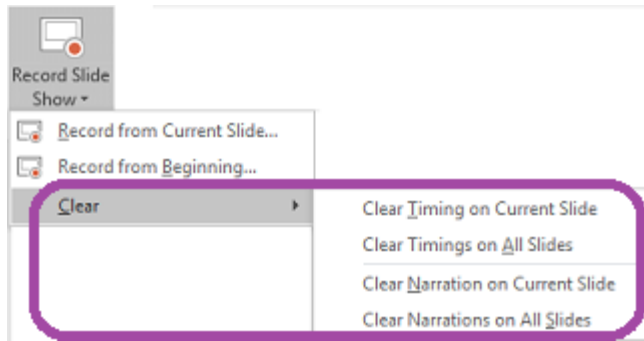 Record Slide
Show
Record from Current Slide...
Record from Beginning...
Clear
Clear Timing on Current Slide
Clear Timings on All Slides
Clear Narration on Current Slide
Clear Narrations on All Slides